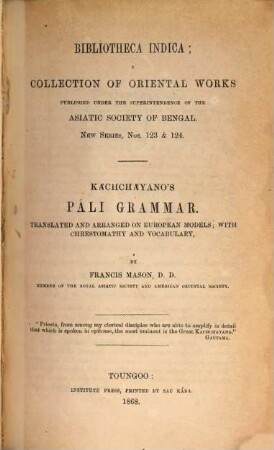 BIBLIOTHECA INDICA;
A
COLLECTION OF ORIENTAL WORKS
PUBLISHED UNDER THE SUPERINTENDENCE OF THE
ASIATIC SOCIETY OF BENGAL.
NEW SERIES, NOS. 123 & 124.
KÆCHCHÆYANO'S
PÁLI GRAMMAR.
TRANSLATED AND ARRANGED ON EUROPEAN MODELS; WITH
CHRESTOMATHY AND VOCABULARY,
BY
FRANCIS MASON, D. D.
MEMBER OF THE ROYAL ASIATIC SOCIETY AND AMERICAN ORIENTAL SOCIETY.
"Priests, from among my clerical disciples who are able to amplify in detail
that which is spoken in epitome, the most eminent is the Great KACHCHAYANA."
GAUTAMA.
TOUNGOO:
INSTITUTE PRESS, PRINTED BY SAU KÁRÁ.
1868.